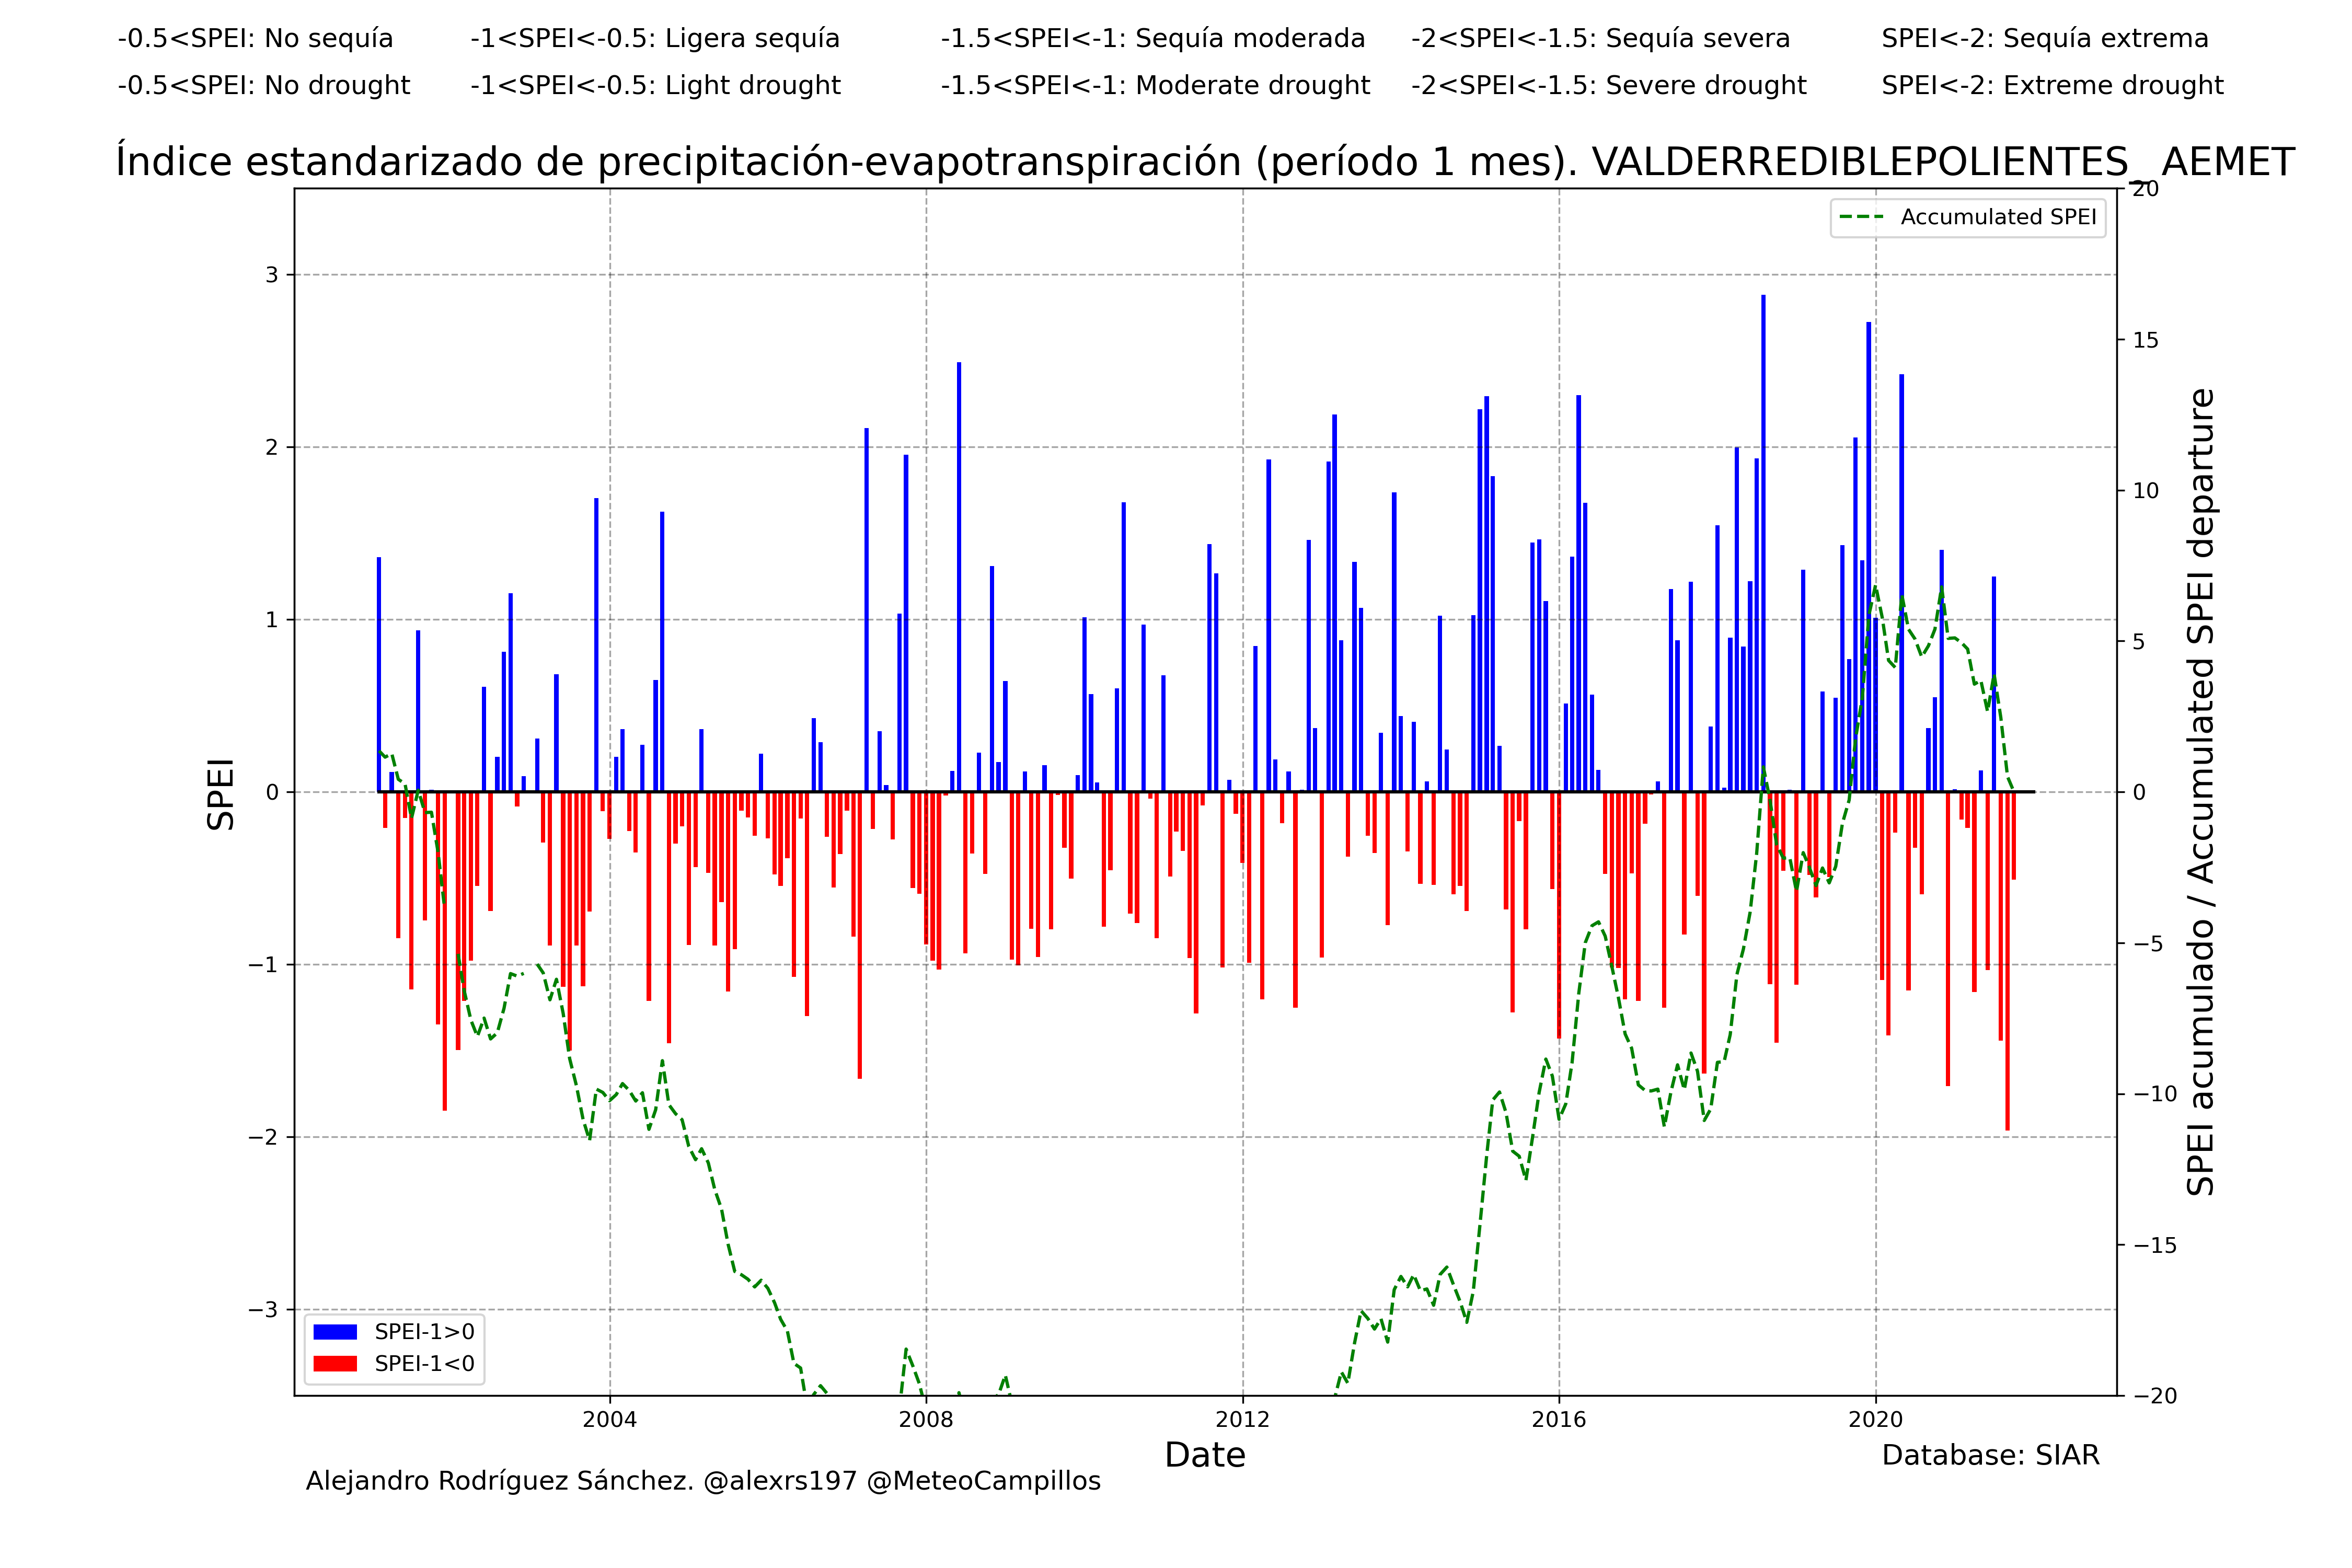 -0.5<SPEI: No sequía -1<SPEI<-0.5: Ligera sequía -1.5<SPEI<-1: Sequía moderada -2<SPEI<-1.5: Sequía severa SPEI<-2: Sequía extrema
-0.5<SPEI: No drought -1<SPEI<-0.5: Light drought -1.5<SPEI<-1: Moderate drought -2<SPEI<-1.5: Severe drought SPEI<-2: Extreme drought
Índice estandarizado de precipitación-evapotranspiración (período 1 mes). VALDERREDIBLEPOLIENTES_ AEMET
Accumulated SPEI
3
2
1
0
−1
−2
−3
SPEI
20
15
10
5
0
−5
−10
−15
−20
SPEI acumulado / Accumulated SPEI departure
SPEI-1>0
SPEI-1<0
2004 2008 2012 2016 2020
Date
Database: SIAR
Alejandro Rodríguez Sánchez. @alexrs197 @MeteoCampillos